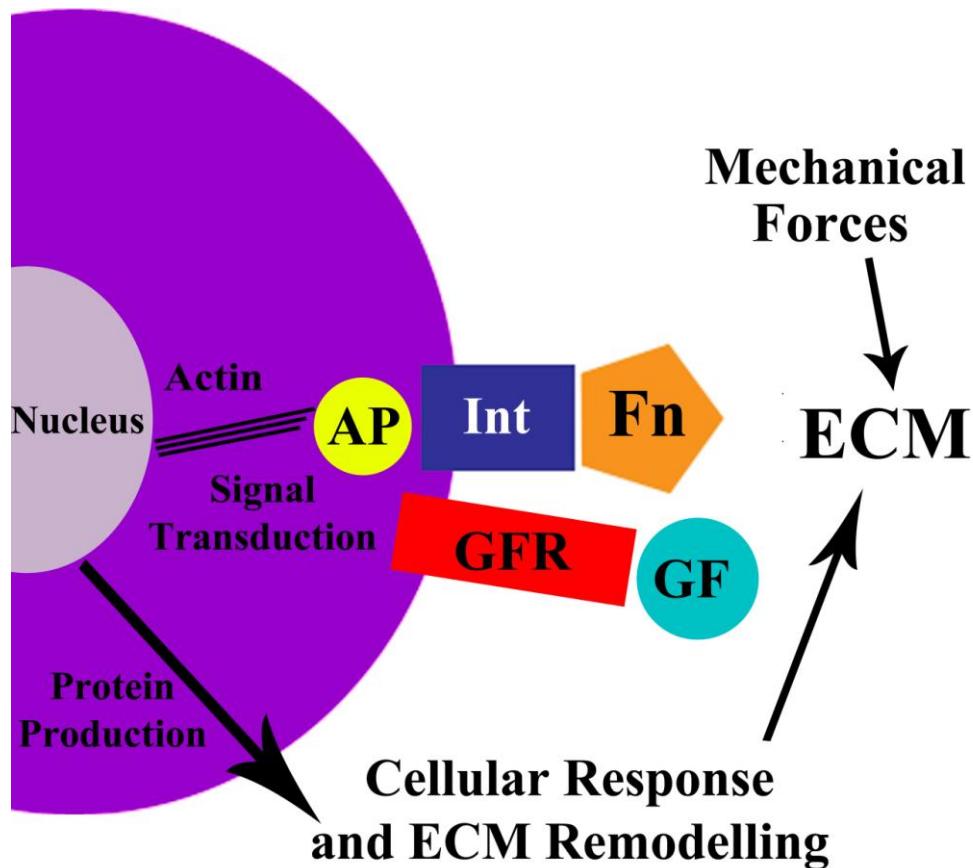 Mechanical
Forces
Actin
Nucleus
AP
Int
Fn
ECM
Signal
Transduction
GFR
GF
Protein
Production
Cellular Response
and ECM Remodelling